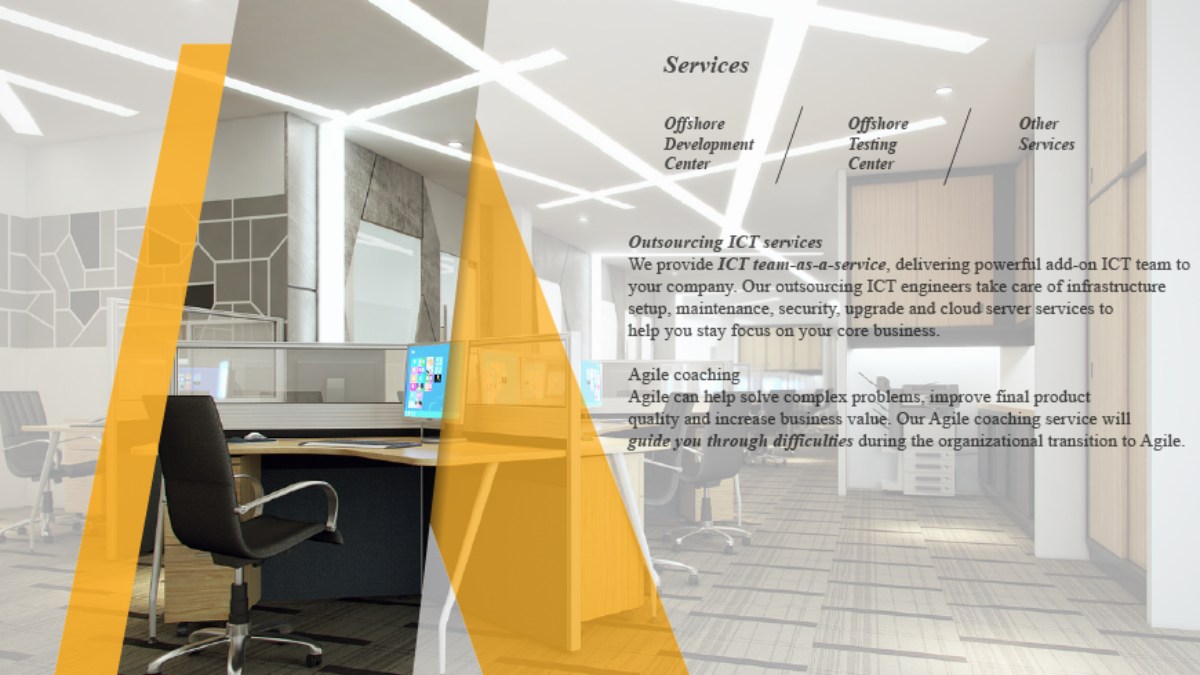 Services
Offshore
Development
Center
Offshore
Testing
Center
Other
Services
Outsourcing ICT services
We provide ICT team-as-a-service, delivering powerful add-on ICT team to
your company. Our outsourcing ICT engineers take care of infrastructure
setup, maintenance, security, upgrade and cloud server services to
help you stay focus on your core business.
Agile coaching
Agile can help solve complex problems, improve final product
quality and increase business value. Our Agile coaching service will
guide you through difficulties during the organizational transition to Agile.